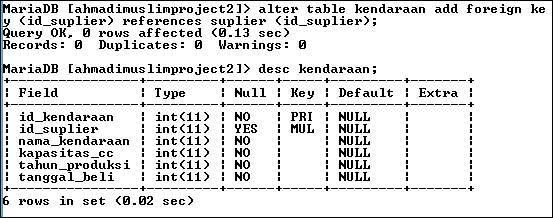 MariaDB [ahmadimuslimproject2]> alter table kendaraan add foreign ke
y (id_suplier) references suplier (id_suplier);
Query OK, 0 rows affected (0.13 sec)
Records: 0  Duplicates: 0  Warnings: 0

MariaDB [ahmadimuslimproject2]> desc kendaraan;
+----------------+---------+------+-----+---------+-------+
| Field          | Type    | Null | Key | Default | Extra |
+----------------+---------+------+-----+---------+-------+
| id_kendaraan   | int(11) | NO   | PRI | NULL    |       |
| id_suplier     | int(11) | YES  | MUL | NULL    |       |
| nama_kendaraan | int(11) | NO   |     | NULL    |       |
| kapasitas_cc   | int(11) | NO   |     | NULL    |       |
| tahun_produksi | int(11) | NO   |     | NULL    |       |
| tanggal_beli   | int(11) | NO   |     | NULL    |       |
+----------------+---------+------+-----+---------+-------+
6 rows in set (0.02 sec)